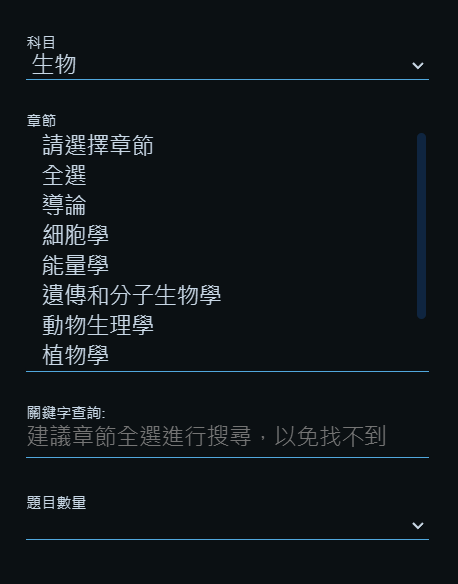 科目
生物
章節
請選擇章節
全選
導論
細胞學
能量學
遺傳和分子生物學
動物生理學
植物學
關鍵字查詢:
建議章節全選進行搜尋，以免找不到
題目數量